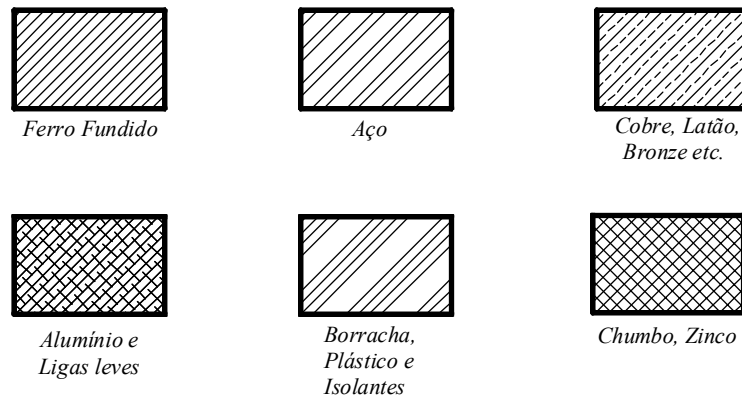 Ferro Fundido
Aço
Cobre, Latão,
Bronze etc.
Alumínio e
Ligas leves
Borracha,
Plástico e
Isolantes
Chumbo, Zinco